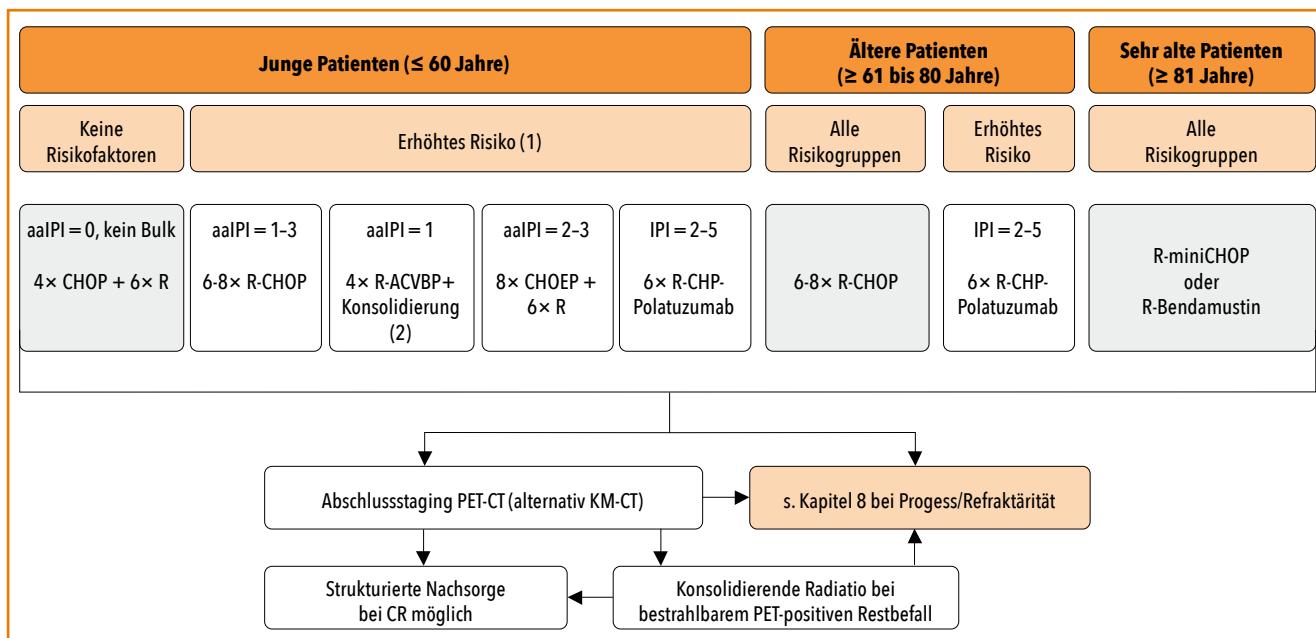 Junge Patienten (≤ 60 Jahre)
Ältere Patienten
(≥ 61 bis 80 Jahre)
Sehr alte Patienten
(≥ 81 Jahre)
Keine
Risikofaktoren
Erhöhtes Risiko (1)
Alle
Risikogruppen
Erhöhtes
Risiko
Alle
Risikogruppen
aaIPI = 0, kein Bulk
4× CHOP + 6× R
aaIPI = 1–3
6-8× R-CHOP
aaIPI = 1
4× R-ACVBP+
Konsolidierung
(2)
aaIPI = 2–3
8× CHOEP +
6× R
IPI = 2–5
6× R-CHP-
Polatuzumab
6-8× R-CHOP
IPI = 2–5
6× R-CHP-
Polatuzumab
R-miniCHOP
oder
R-Bendamustin
Abschlussstaging PET-CT (alternativ KM-CT)
s. Kapitel 8 bei Progess/Refraktärität
Strukturierte Nachsorge
bei CR möglich
Konsolidierende Radiatio bei
bestrahlbarem PET-positiven Restbefall